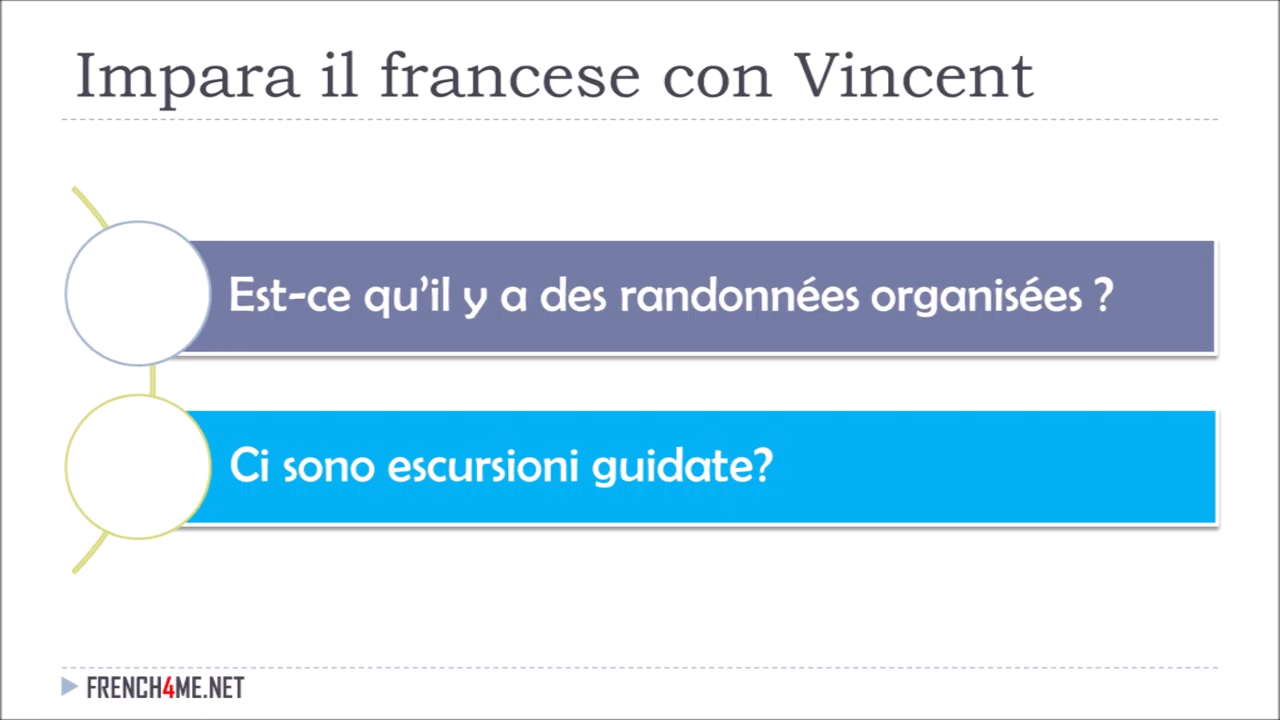 Impara il francese con Vincent
Est-ce qu’il y a des randonnées organisées ?
Ci sono escursioni guidate?
FRENCH4ME.NET